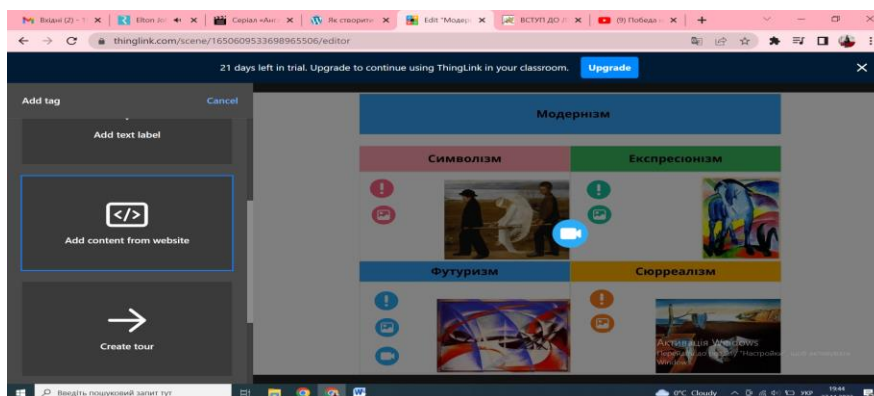 Вхідні (2) -
Elton Jo
Серіал «Анг
Як створити
Edit "Модер
ВСТУП ДО
(9) Победа
thinglink.com/scene/1650609533698965506/editor
21 days left in trial. Upgrade to continue using ThingLink in your classroom.
Upgrade
Add tag
Cancel
Add text label
Add content from website
Create tour
Модернізм
Символізм
Експресіонізм
Футуризм
Сюрреалізм
Активація Windows
Windows
Введіть пошуковий запит тут
0°C Cloudy
УКР
19:44